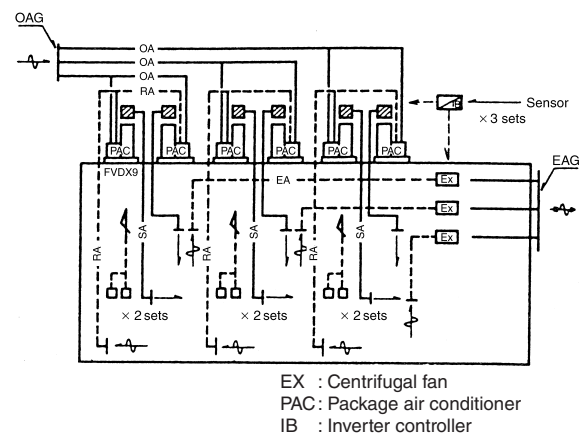 OAG
OA
OA
OA
RA
IB
Sensor
× 3 sets
PAC
PAC
PAC
PAC
PAC
PAC
FVDX9
EAG
EA
Ex
Ex
Ex
RA
SA
RA
SA
RA
SA
× 2 sets
× 2 sets
× 2 sets
EX : Centrifugal fan
PAC : Package air conditioner
IB : Inverter controller